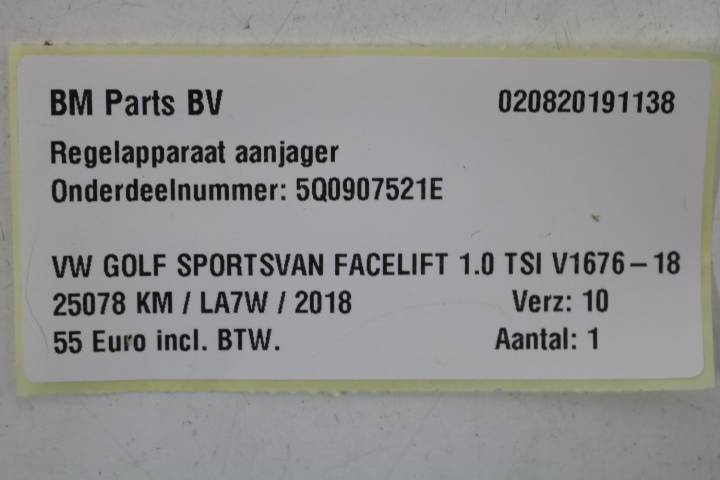 BM Parts BV 020820191138
Regelapparaat aanjager
Onderdeelnummer: 5Q0907521E
VW GOLF SPORTSVAN FACELIFT 1.0 TSI V1676-18
25078 KM / LA7W / 2018 Verz: 10
55 Euro incl. BTW. Aantal: 1